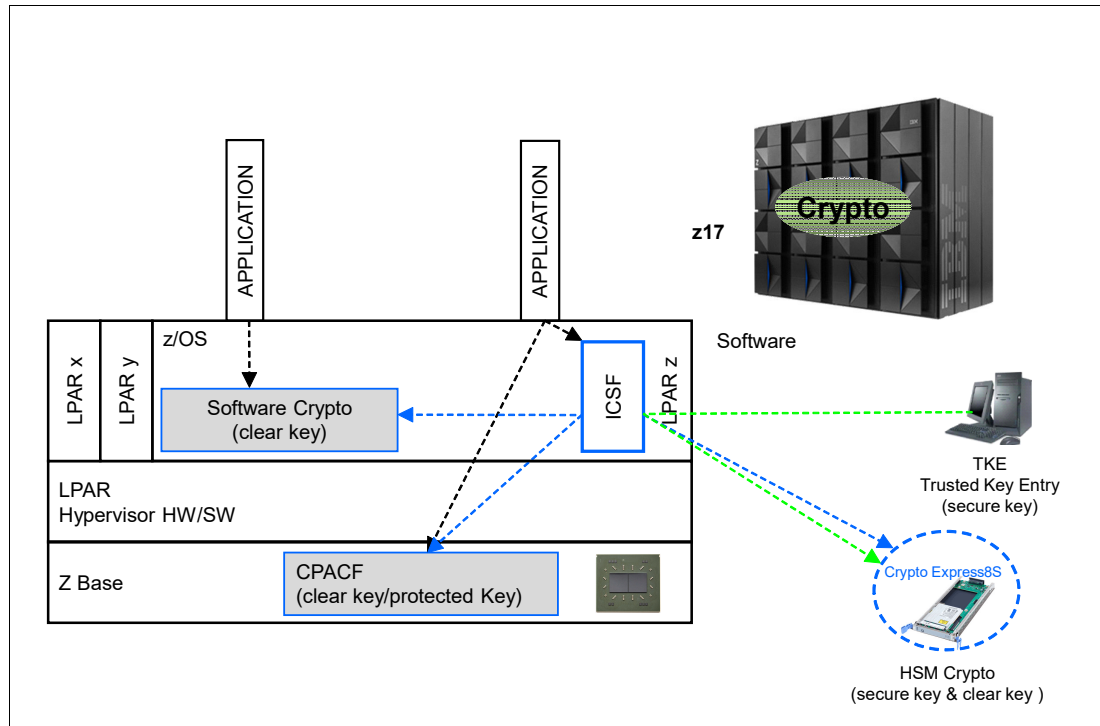 APPLICATION
APPLICATION
Crypto
z17
IBM
LPAR x
LPAR y
z/OS
Software Crypto
(clear key)
ICSF
LPAR z
Software
LPAR
Hypervisor HW/SW
Z Base
CPACF
(clear key/protected Key)
TKE
Trusted Key Entry
(secure key)
Crypto Express8S
HSM Crypto
(secure key & clear key )